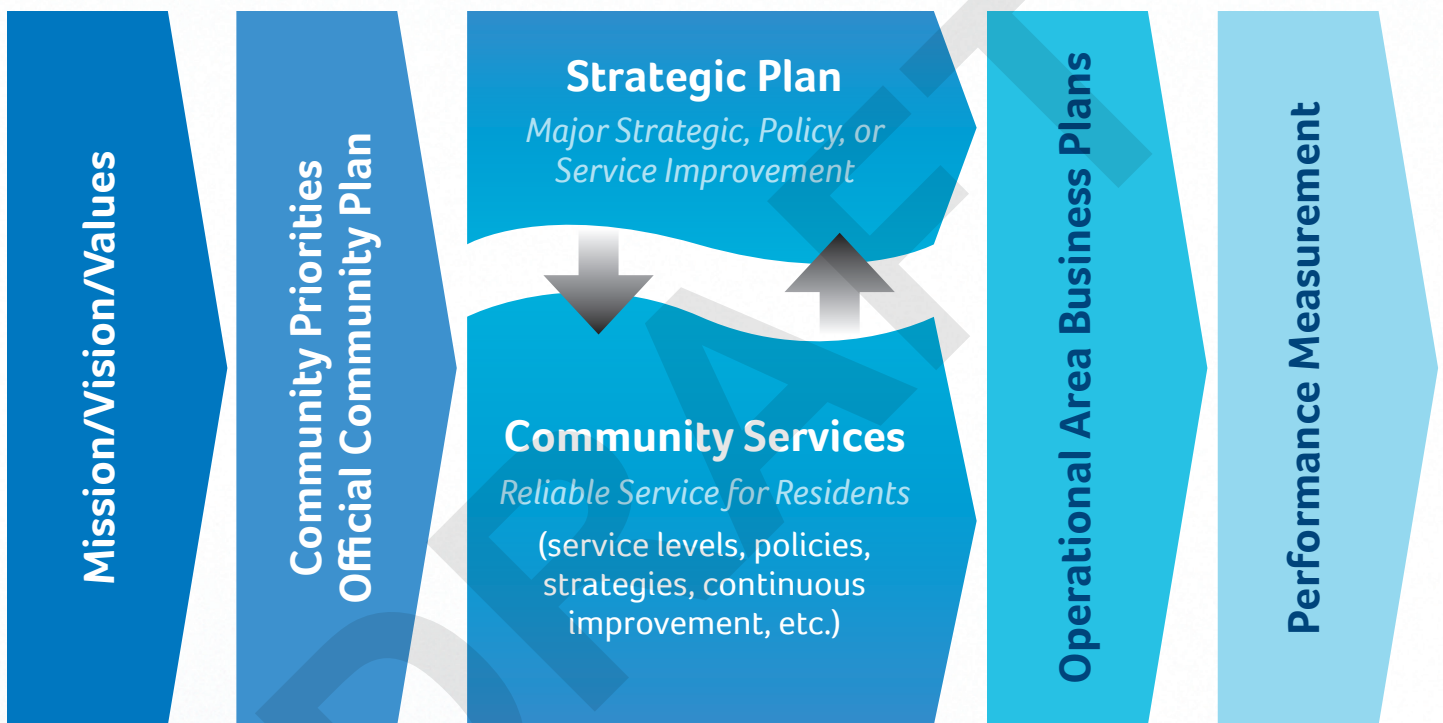 Mission/Vision/Values
Community Priorities
Official Community Plan
Strategic Plan
Major Strategic, Policy, or
Service Improvement
Community Services
Reliable Service for Residents
(service levels, policies,
strategies, continuous
improvement, etc.)
Operational Area Business Plans
Performance Measurement
DRAFT